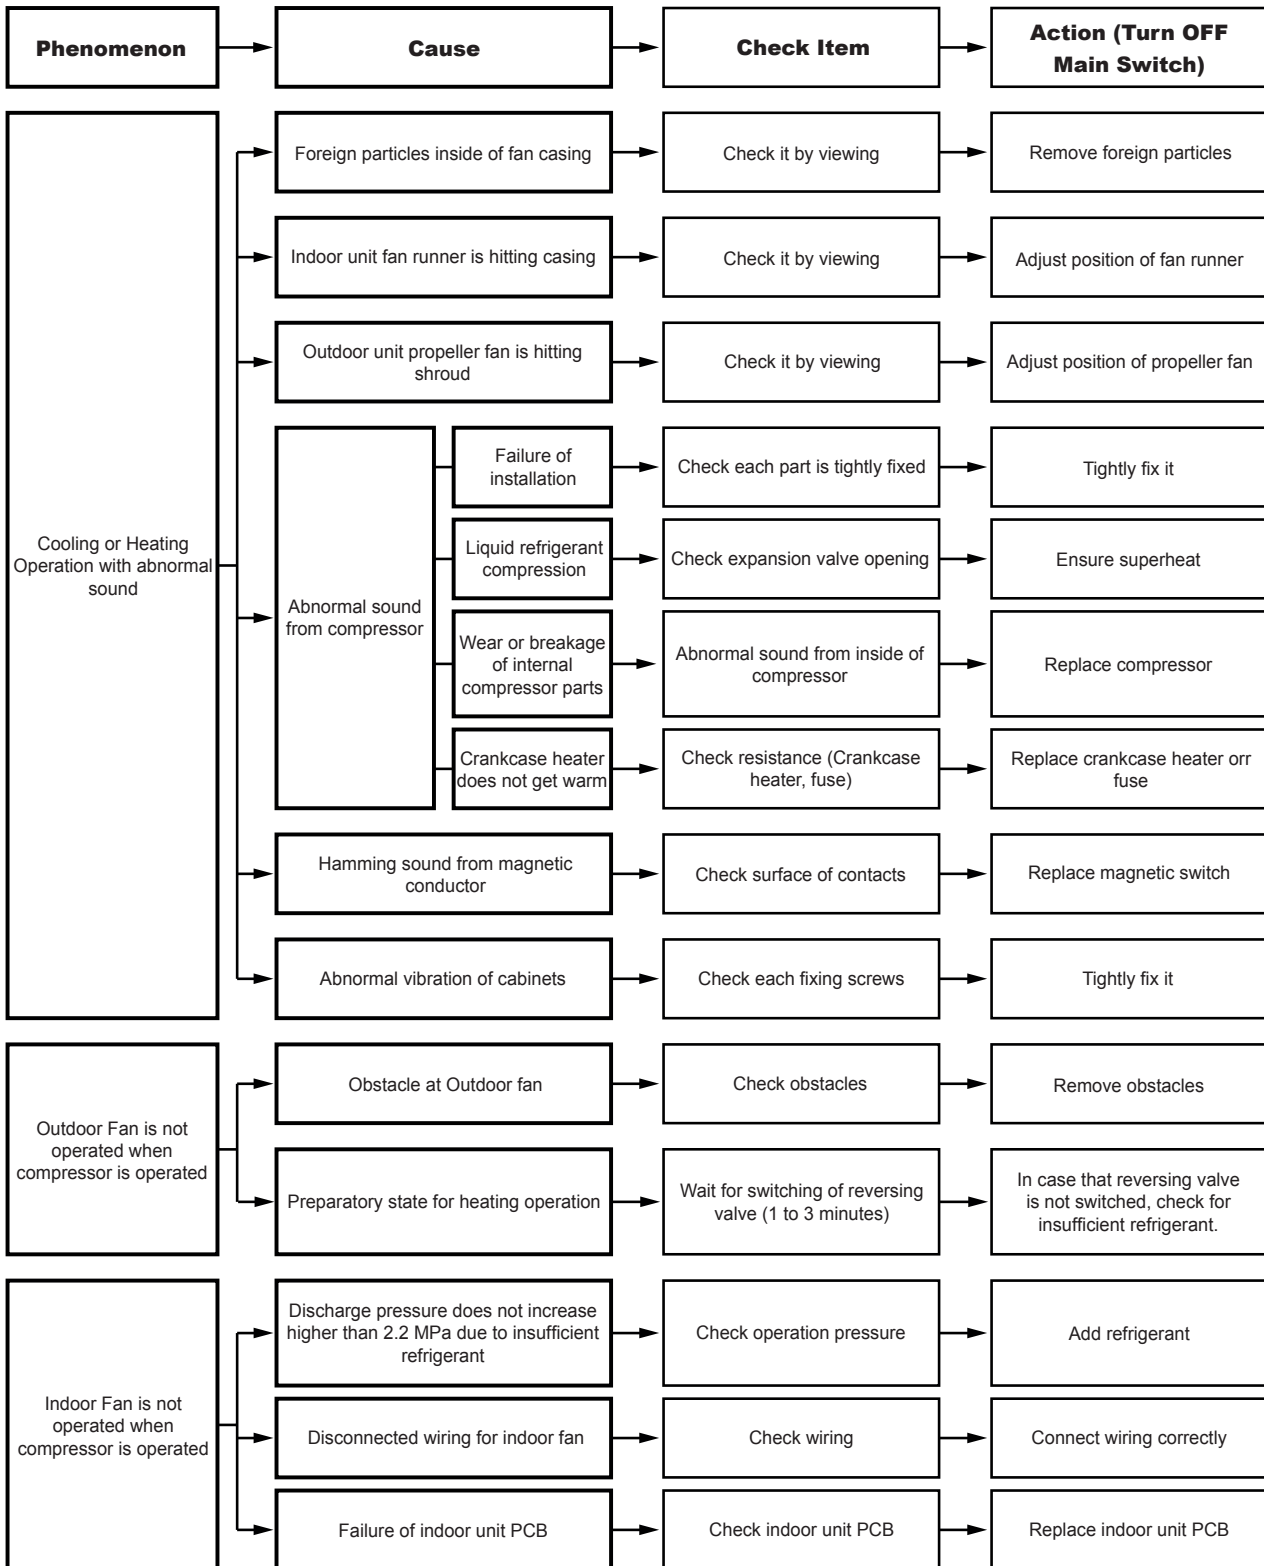 Phenomenon
Cause
Check Item
Action (Turn OFF
Main Switch)
Cooling or Heating
Operation with abnormal
sound
Foreign particles inside of fan casing
Check it by viewing
Remove foreign particles
Indoor unit fan runner is hitting casing
Check it by viewing
Adjust position of fan runner
Outdoor unit propeller fan is hitting
shroud
Check it by viewing
Adjust position of propeller fan
Abnormal sound
from compressor
Failure of
installation
Check each part is tightly fixed
Tightly fix it
Liquid refrigerant
compression
Check expansion valve opening
Ensure superheat
Wear or breakage
of internal
compressor parts
Abnormal sound from inside of
compressor
Replace compressor
Crankcase heater
does not get warm
Check resistance (Crankcase
heater, fuse)
Replace crankcase heater orr
fuse
Hamming sound from magnetic
conductor
Check surface of contacts
Replace magnetic switch
Abnormal vibration of cabinets
Check each fixing screws
Tightly fix it
Outdoor Fan is not
operated when
compressor is operated
Obstacle at Outdoor fan
Check obstacles
Remove obstacles
Preparatory state for heating operation
Wait for switching of reversing
valve (1 to 3 minutes)
In case that reversing valve
is not switched, check for
insufficient refrigerant.
Indoor Fan is not
operated when
compressor is operated
Discharge pressure does not increase
higher than 2.2 MPa due to insufficient
refrigerant
Check operation pressure
Add refrigerant
Disconnected wiring for indoor fan
Check wiring
Connect wiring correctly
Failure of indoor unit PCB
Check indoor unit PCB
Replace indoor unit PCB